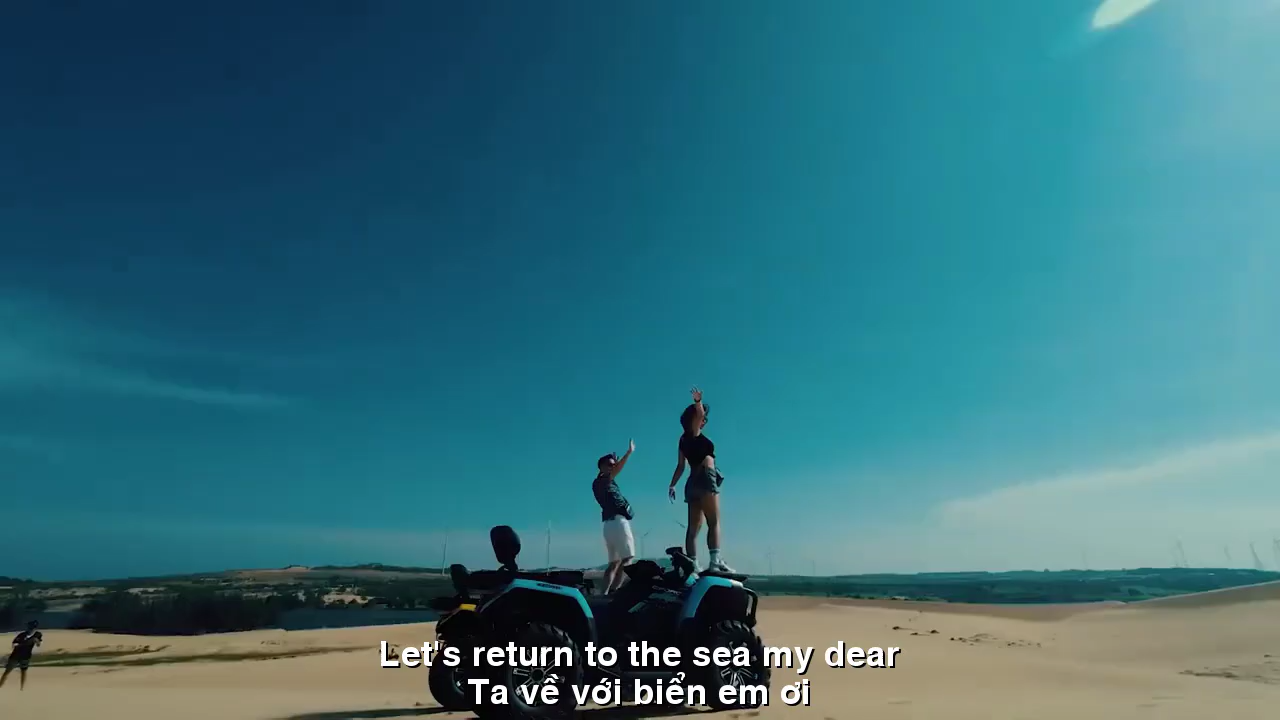 Let's return to the sea my dear
Ta về với biển em ơi